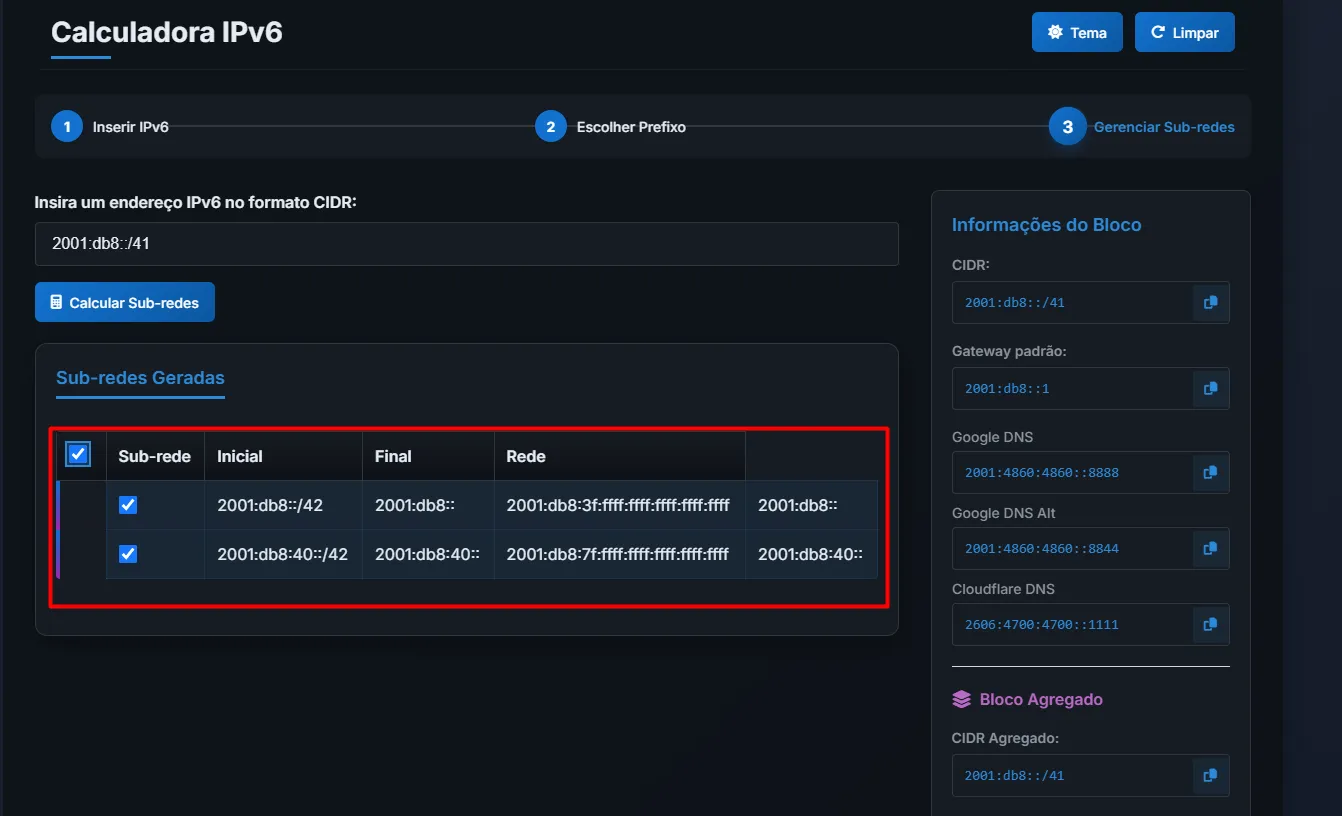 Calculadora IPv6
Tema
Limpar
1 Inserir IPv6
2 Escolher Prefixo
3 Gerenciar Sub-redes
Insira um endereço IPv6 no formato CIDR:
2001:db8::/41
Calcular Sub-redes
Sub-redes Geradas
Sub-rede Inicial Final Rede
2001:db8::/42 2001:db8:: 2001:db8:3f:ffff:ffff:ffff:ffff:ffff 2001:db8::
2001:db8:40::/42 2001:db8:40:: 2001:db8:7f:ffff:ffff:ffff:ffff:ffff 2001:db8:40::
Informações do Bloco
CIDR:
2001:db8::/41
Gateway padrão:
2001:db8::1
Google DNS
2001:4860:4860::8888
Google DNS Alt
2001:4860:4860::8844
Cloudflare DNS
2606:4700:4700::1111
Bloco Agregado
CIDR Agregado:
2001:db8::/41